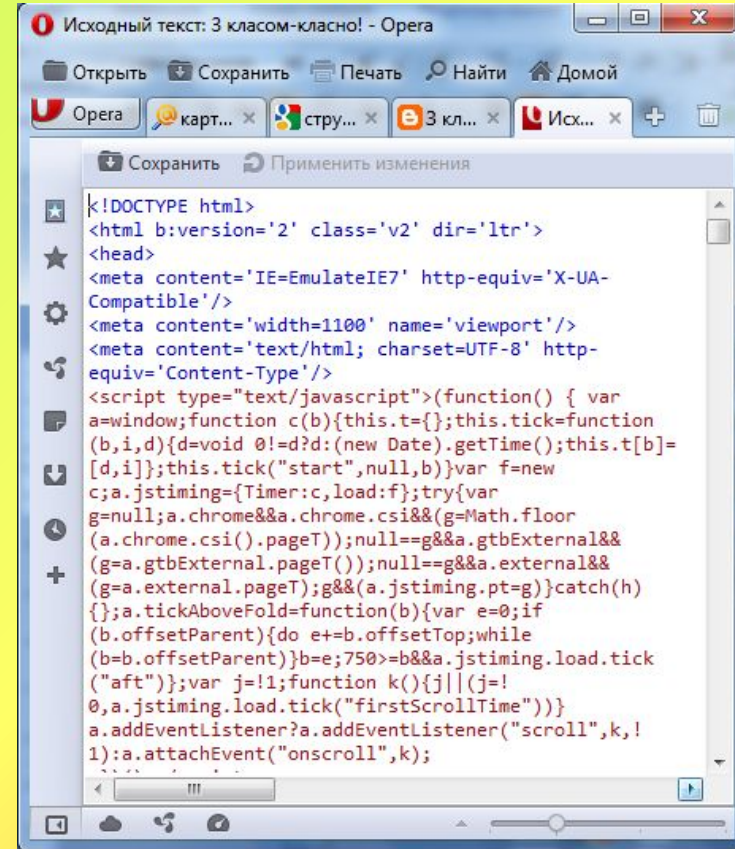 Исходный текст: 3 класом-класно! - Opera
Открыть Сохранить Печать Найти Домой
Opera карт... стру... 3 кл... Исх...
Сохранить Применить изменения
<!DOCTYPE html>
<html b:version='2' class='v2' dir='ltr'>
<head>
<meta content='IE=EmulateIE7' http-equiv='X-UA-
Compatible'/>
<meta content='width=1100' name='viewport'/>
<meta content='text/html; charset=UTF-8' http-
equiv='Content-Type'/>
<script type="text/javascript">(function() { var
a=window;function c(b){this.t={};this.tick=function
(b,i,d){d=void 0!=d?d:(new Date).getTime();this.t[b]=
[d,i]};this.tick("start",null,b)}var f=new
c;a.jstiming={Timer:c,load:f};try{var
g=null;a.chrome&&a.chrome.csi&&(g=Math.floor
(a.chrome.csi().pageT));null==g&&a.gtbExternal&&
(g=a.gtbExternal.pageT());null==g&&a.external&&
(g=a.external.pageT);g&&(a.jstiming.pt=g)}catch(h)
{};a.tickAboveFold=function(b){var e=0;if
(b.offsetParent){do e+=b.offsetTop;while
(b=b.offsetParent)}b=e;750>=b&&a.jstiming.load.tick
("aft")};var j=!1;function k(){j||(j=!
0,a.jstiming.load.tick("firstScrollTime"))}
a.addEventListener?a.addEventListener("scroll",k,!
1):a.attachEvent("onscroll",k);